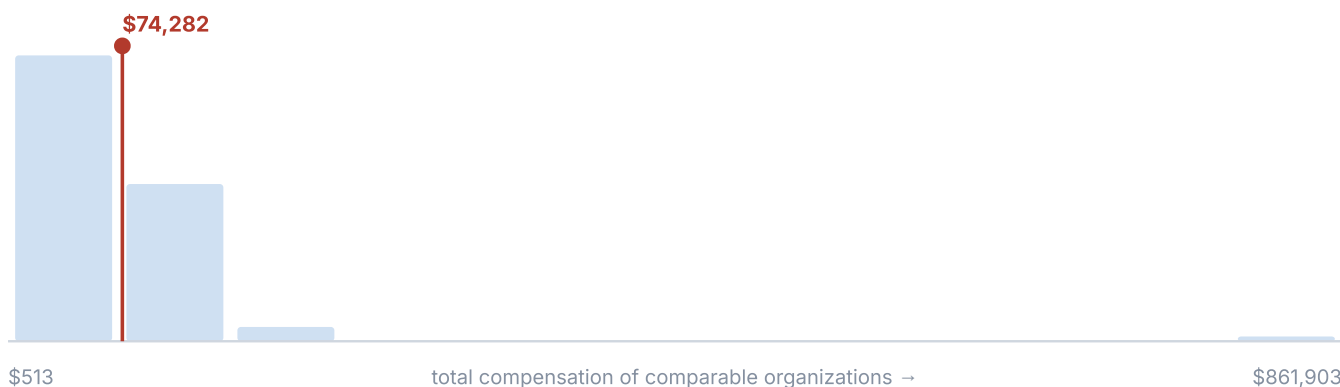 $74,282
$513
total compensation of comparable organizations →
$861,903